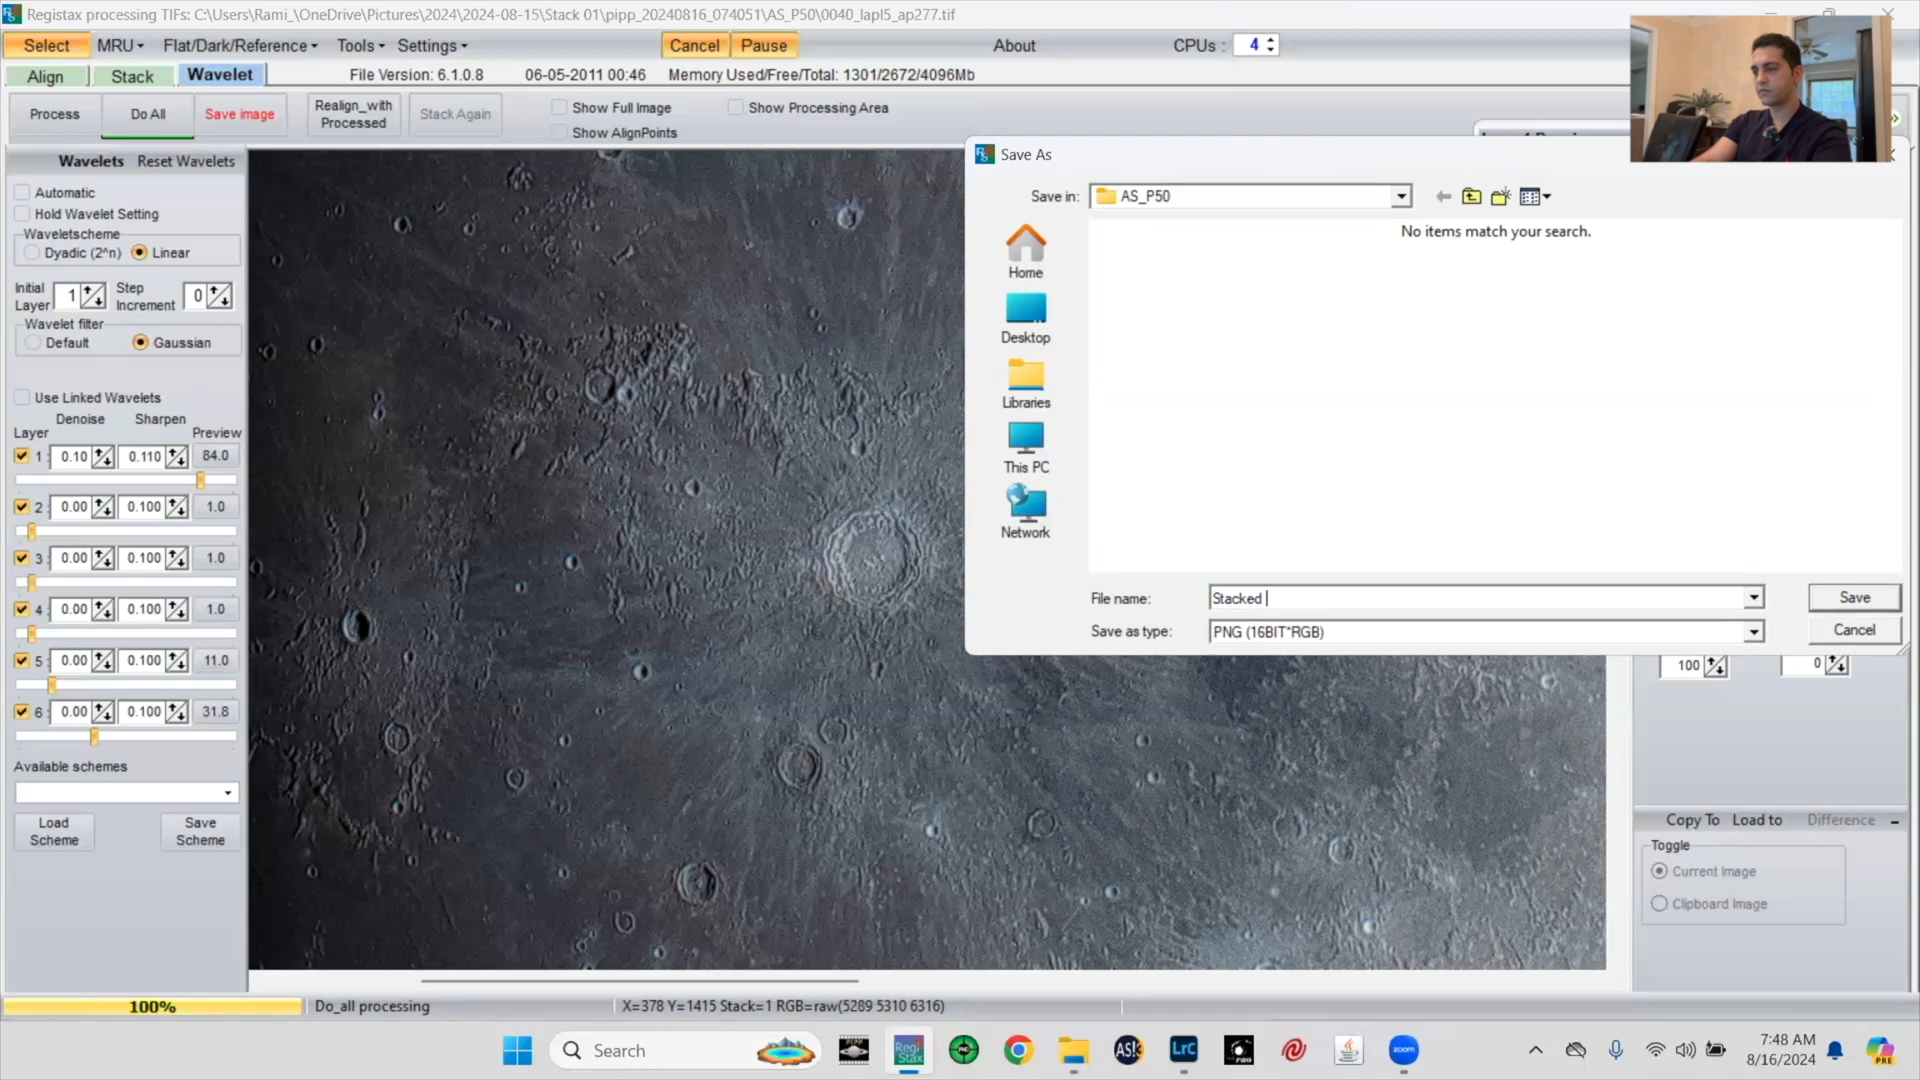 Registax processing TIFs: C:\Users\Rami_\OneDrive\Pictures\2024\2024-08-15\Stack 01\pipp_20240816_074051\AS_P50\0040_lapl5_ap277.tif
Select MRU Flat/Dark/Reference Tools Settings Cancel Pause About CPUs : 4
Align Stack Wavelet File Version: 6.1.0.8 06-05-2011 00:46 Memory Used/Free/Total: 1301/2672/4096Mb
Process Do All Save image Realign_with Processed Stack Again Show Full Image Show Processing Area
Show AlignPoints
Wavelets Reset Wavelets
Automatic
Hold Wavelet Setting
Waveletscheme
Dyadic (2^n) Linear
Initial Layer 1 Step Increment 0
Wavelet filter
Default Gaussian
Use Linked Wavelets
Denoise Sharpen
Layer Preview
1 : 0.10 0.110 84.0
2 : 0.00 0.100 1.0
3 : 0.00 0.100 1.0
4 : 0.00 0.100 1.0
5 : 0.00 0.100 11.0
6 : 0.00 0.100 31.8
Available schemes
Load Scheme Save Scheme
Save As
Save in: AS_P50
No items match your search.
Home
Desktop
Libraries
This PC
Network
File name: Stacked
Save
Save as type: PNG (16BIT*RGB)
Cancel
100 0
Copy To Load to Difference
Toggle
Current Image
Clipboard Image
100% Do_all processing X=378 Y=1415 Stack=1 RGB=raw(5289 5310 6316)
Search
PIPP
Regi Stax
AS!
LrC
zoom
7:48 AM
8/16/2024
PRE